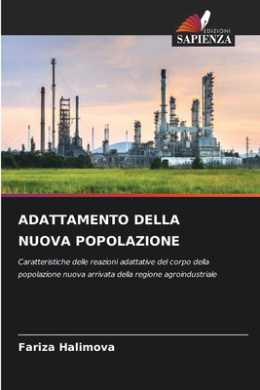 EDIZIONI
SAPIENZA
ADATTAMENTO DELLA
NUOVA POPOLAZIONE
Caratteristiche delle reazioni adattative del corpo della
popolazione nuova arrivata della regione agroindustriale
Fariza Halimova